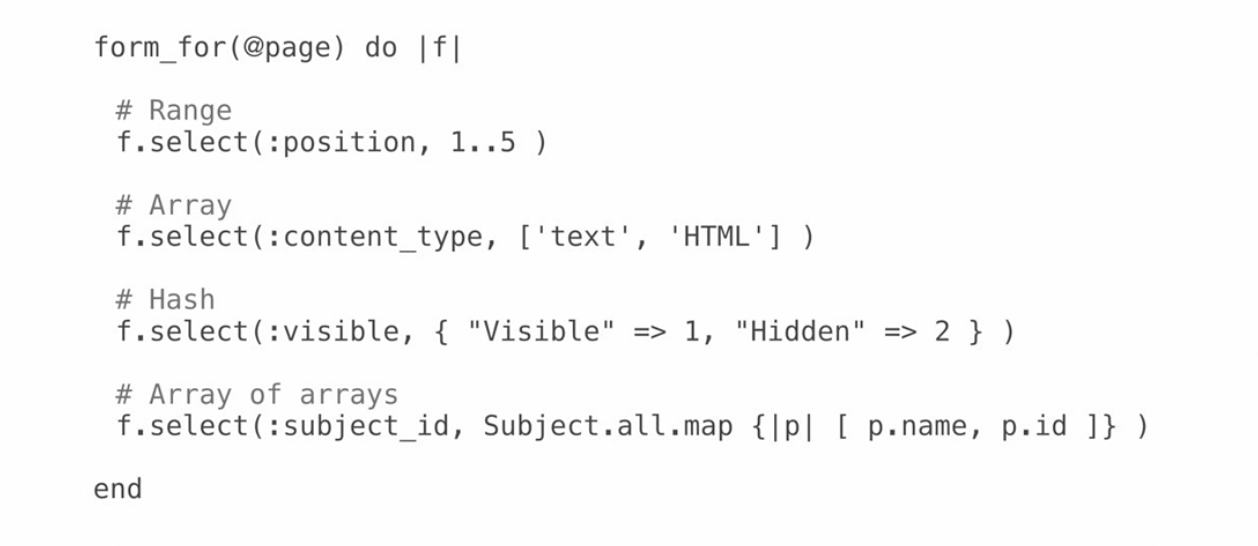 form_for(@page) do |f|
# Range
f.select(:position, 1..5 )
# Array
f.select(:content_type, ['text', 'HTML'] )
# Hash
f.select(:visible, { "Visible" => 1, "Hidden" => 2 } )
# Array of arrays
f.select(:subject_id, Subject.all.map {|p| [ p.name, p.id ]} )
end